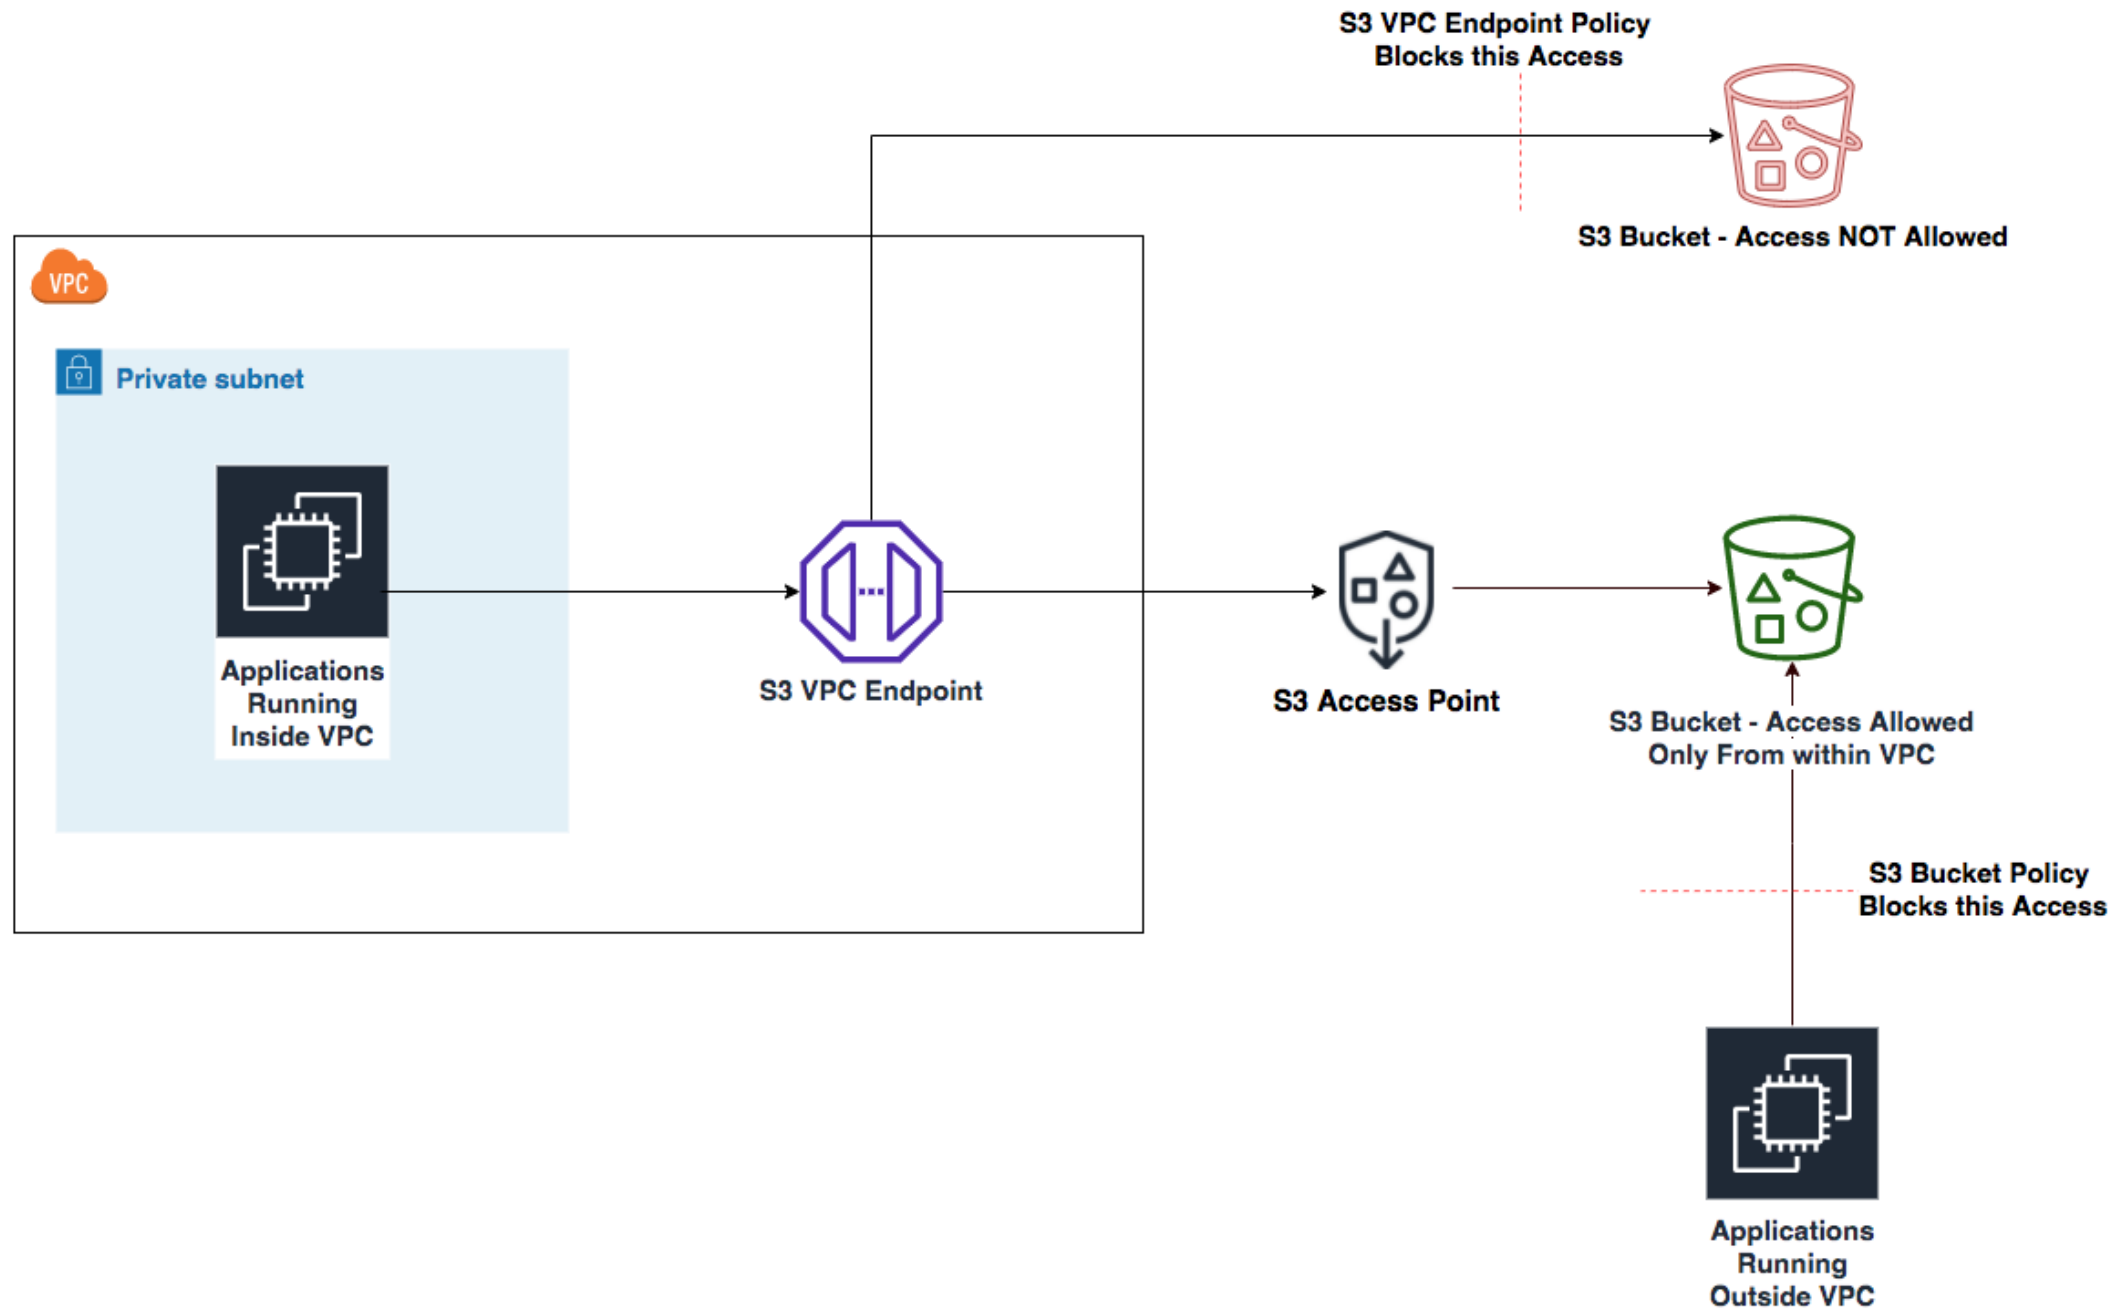 S3 VPC Endpoint Policy
Blocks this Access
S3 Bucket - Access NOT Allowed
VPC
Private subnet
Applications
Running
Inside VPC
S3 VPC Endpoint
S3 Access Point
S3 Bucket - Access Allowed
Only From within VPC
S3 Bucket Policy
Blocks this Access
Applications
Running
Outside VPC